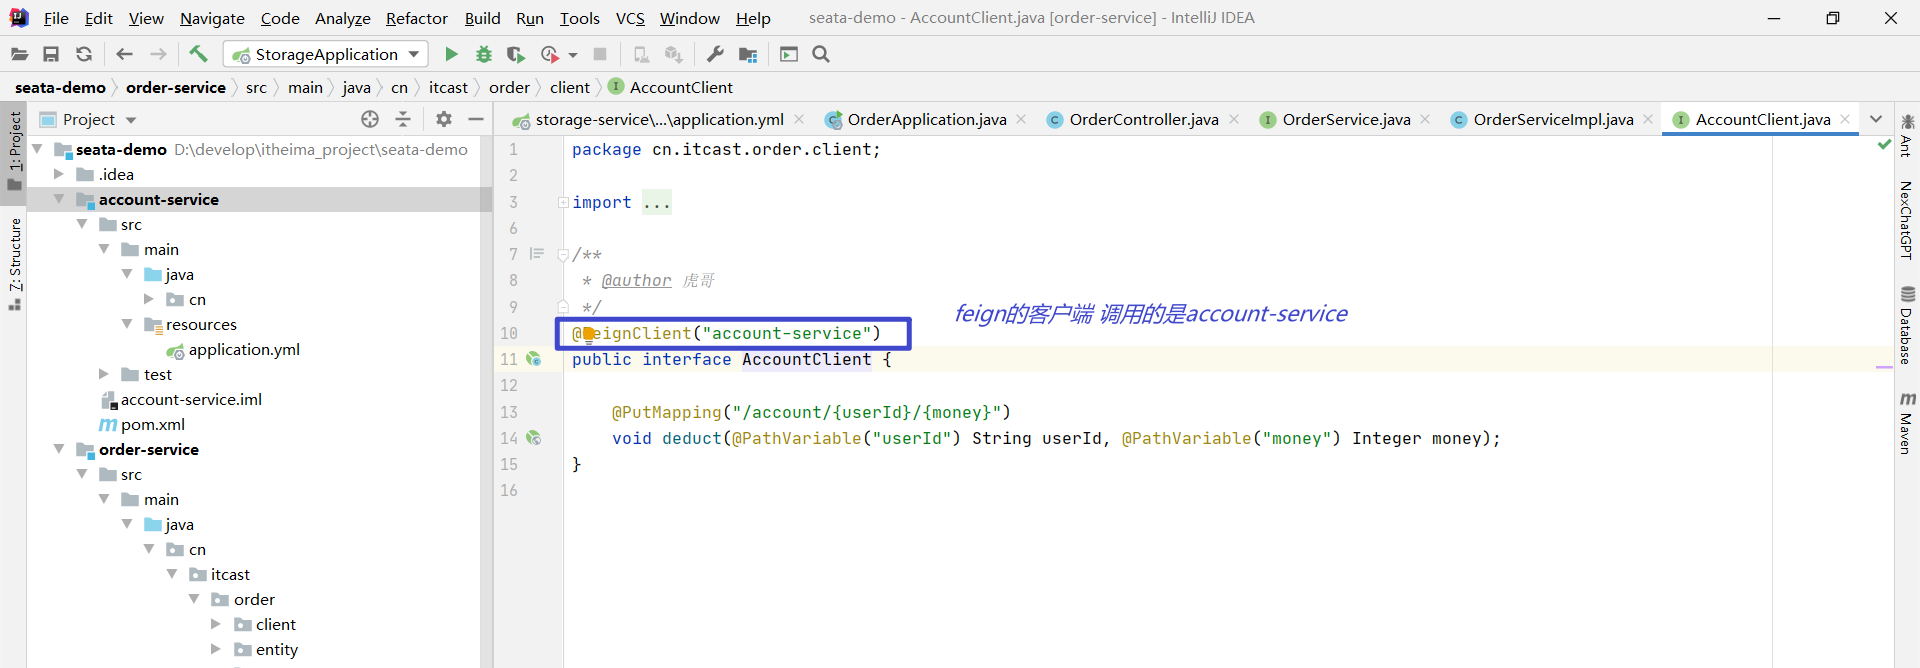 File Edit View Navigate Code Analyze Refactor Build Run Tools VCS Window Help seata-demo - AccountClient.java [order-service] - IntelliJ IDEA
StorageApplication
seata-demo order-service src main java cn itcast order client I AccountClient
Project
storage-service\...\application.yml OrderApplication.java OrderController.java OrderService.java OrderServiceImpl.java AccountClient.java
1: Project
7: Structure
seata-demo D:\develop\itheima_project\seata-demo
.idea
account-service
src
main
java
cn
resources
application.yml
test
account-service.iml
pom.xml
order-service
src
main
java
cn
itcast
order
client
entity
1 package cn.itcast.order.client;
2
3 import ...
6
7 /**
8 * @author 虎哥
9 */
10 @FeignClient("account-service")
11 public interface AccountClient {
12
13 @PutMapping("/account/{userId}/{money}")
14 void deduct(@PathVariable("userId") String userId, @PathVariable("money") Integer money);
15 }
16
feign的客户端 调用的是account-service
Ant
NexChatGPT
Database
Maven